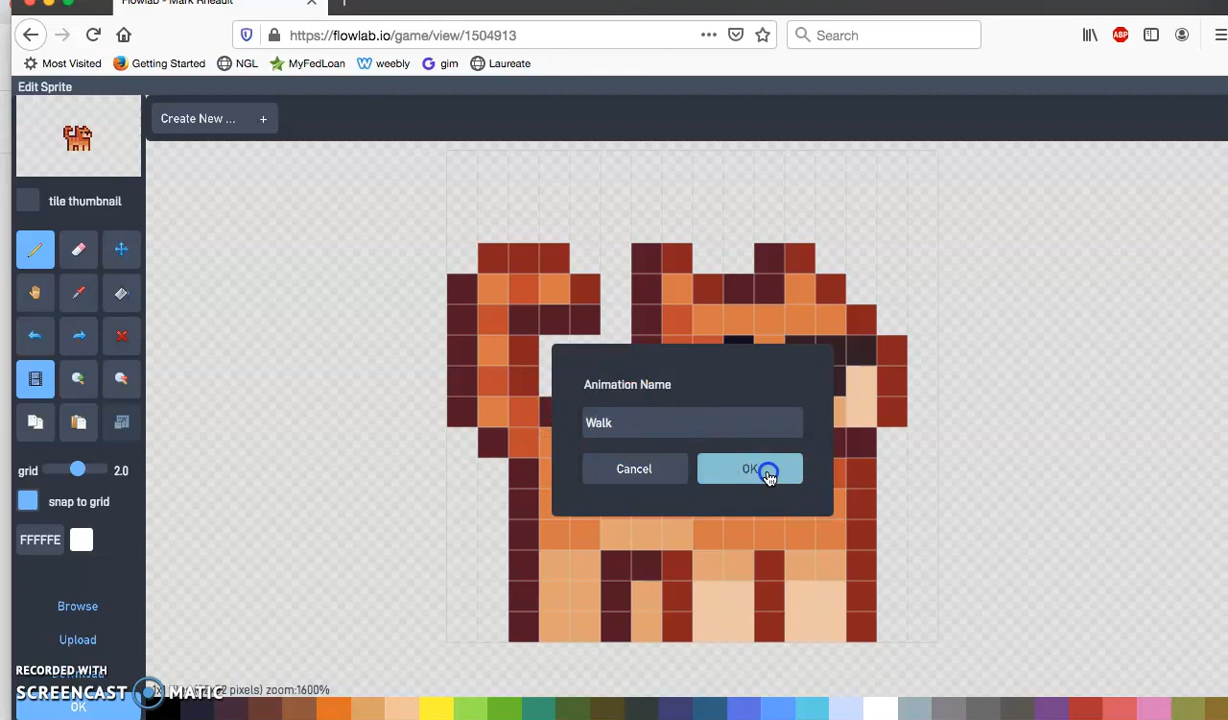 Flowlab - Mark Rheault
https://flowlab.io/game/view/1504913
Search
Most Visited
Getting Started
NGL
MyFedLoan
weebly
gim
Laureate
Edit Sprite
Create New ... +
tile thumbnail
grid 2.0
snap to grid
FFFFFE
Browse
Upload
Download
OK
Animation Name
Walk
Cancel
OK
RECORDED WITH
SCREENCAST MATIC
pixels) zoom:1600%